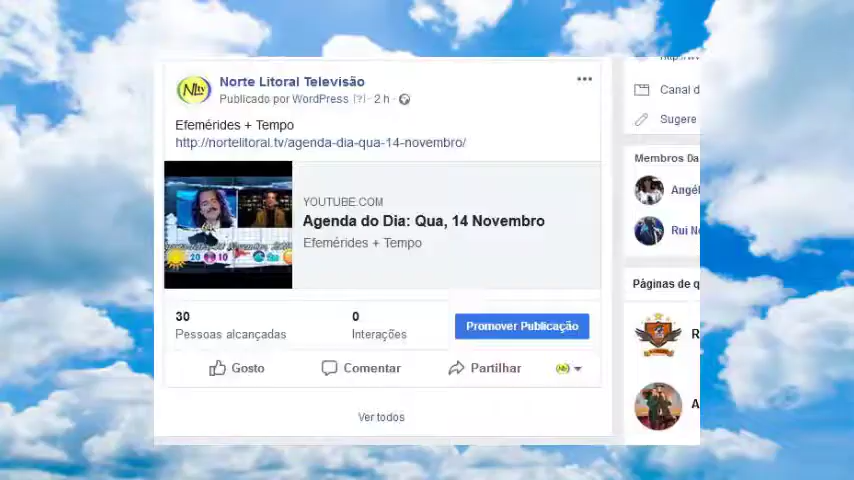 Norte Litoral Televisão
Publicado por WordPress [?] · 2 h ·
Efemérides + Tempo
http://nortelitoral.tv/agenda-dia-qua-14-novembro/
YOUTUBE.COM
Agenda do Dia: Qua, 14 Novembro
Efemérides + Tempo
20 10
30
Pessoas alcançadas
0
Interações
Promover Publicação
Gosto
Comentar
Partilhar
Ver todos
Canal d
Sugere
Membros Da
Angél
Rui N
Páginas de q
R
A